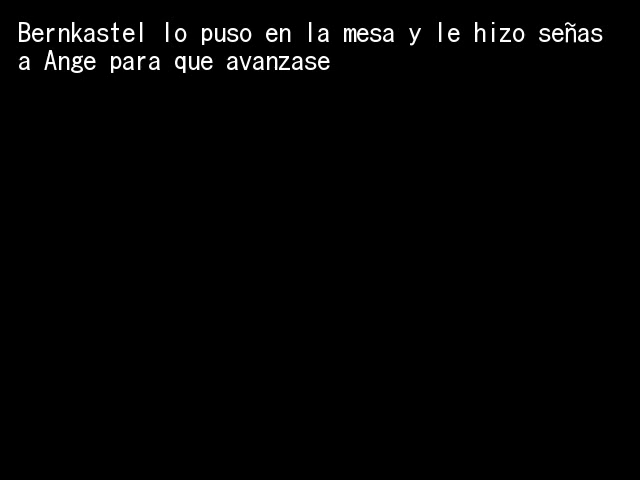 Bernkastel lo puso en la mesa y le hizo señas
a Ange para que avanzase